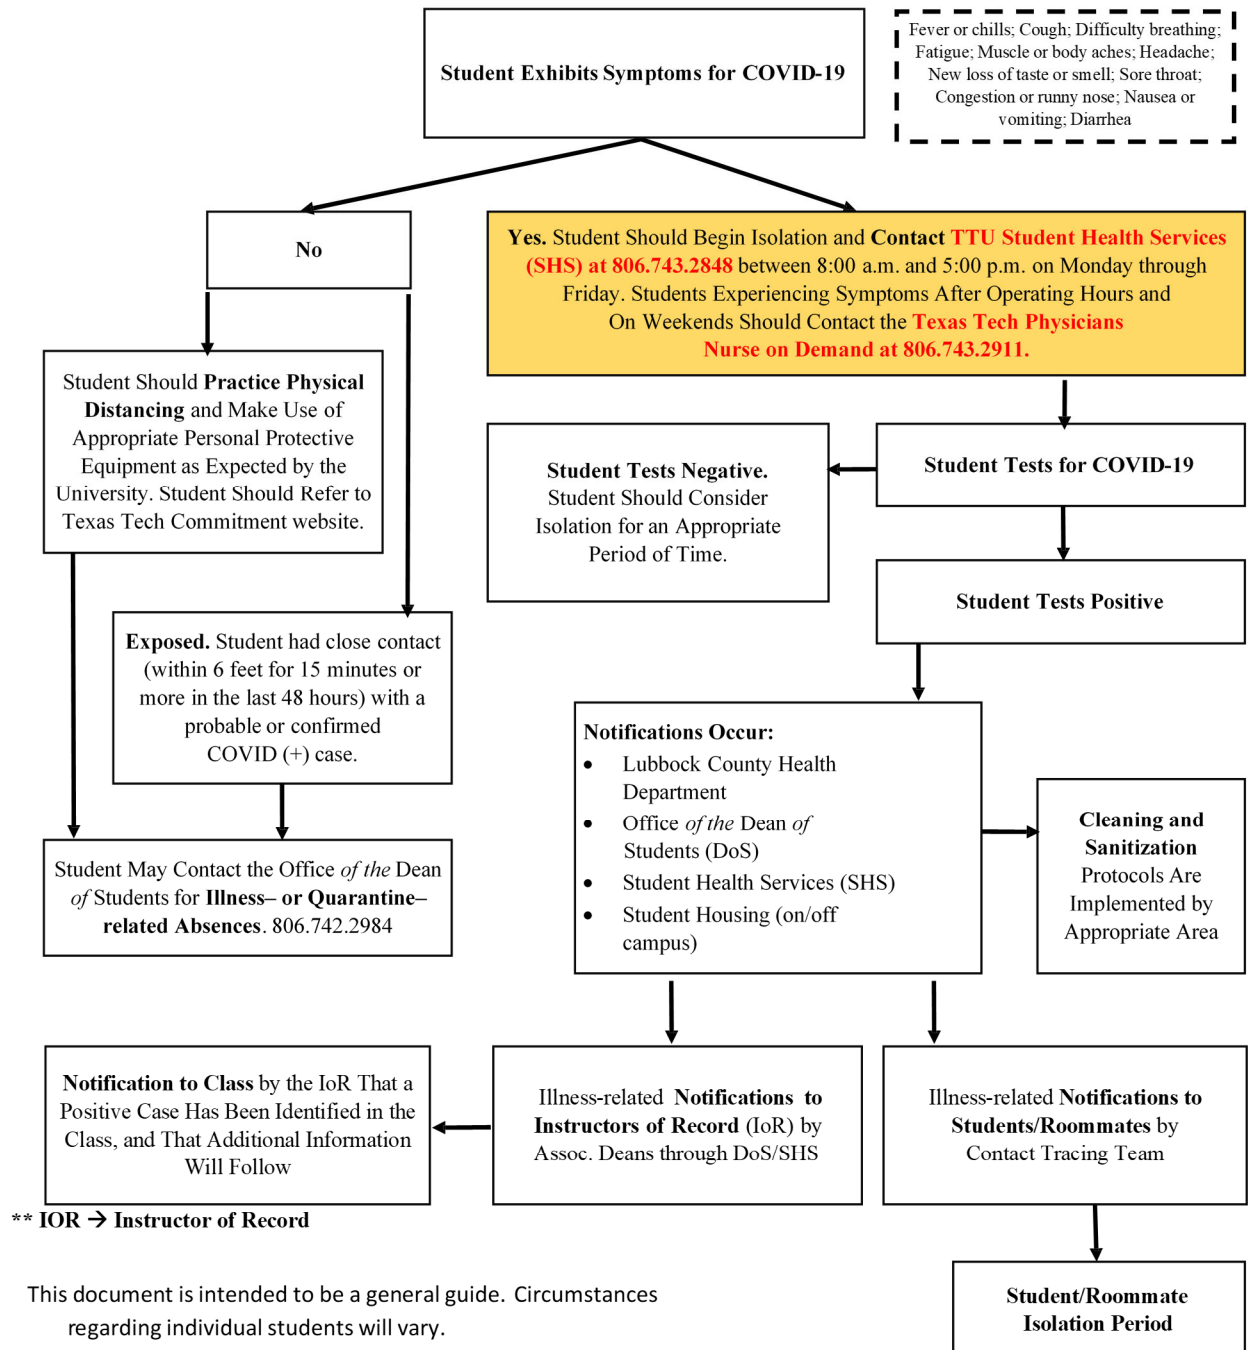 Student Exhibits Symptoms for COVID-19
Fever or chills; Cough; Difficulty breathing;
Fatigue; Muscle or body aches; Headache;
New loss of taste or smell; Sore throat;
Congestion or runny nose; Nausea or
vomiting; Diarrhea
No
Yes. Student Should Begin Isolation and Contact TTU Student Health Services
(SHS) at 806.743.2848 between 8:00 a.m. and 5:00 p.m. on Monday through
Friday. Students Experiencing Symptoms After Operating Hours and
On Weekends Should Contact the Texas Tech Physicians
Nurse on Demand at 806.743.2911.
Student Should Practice Physical
Distancing and Make Use of
Appropriate Personal Protective
Equipment as Expected by the
University. Student Should Refer to
Texas Tech Commitment website.
Student Tests Negative.
Student Should Consider
Isolation for an Appropriate
Period of Time.
Student Tests for COVID-19
Student Tests Positive
Exposed. Student had close contact
(within 6 feet for 15 minutes or
more in the last 48 hours) with a
probable or confirmed
COVID (+) case.
Notifications Occur:
• Lubbock County Health
Department
• Office of the Dean of
Students (DoS)
• Student Health Services (SHS)
• Student Housing (on/off
campus)
Cleaning and
Sanitization
Protocols Are
Implemented by
Appropriate Area
Student May Contact the Office of the Dean
of Students for Illness– or Quarantine–
related Absences. 806.742.2984
Notification to Class by the IoR That a
Positive Case Has Been Identified in the
Class, and That Additional Information
Will Follow
Illness-related Notifications to
Instructors of Record (IoR) by
Assoc. Deans through DoS/SHS
Illness-related Notifications to
Students/Roommates by
Contact Tracing Team
** IOR → Instructor of Record
Student/Roommate
Isolation Period
This document is intended to be a general guide. Circumstances
regarding individual students will vary.